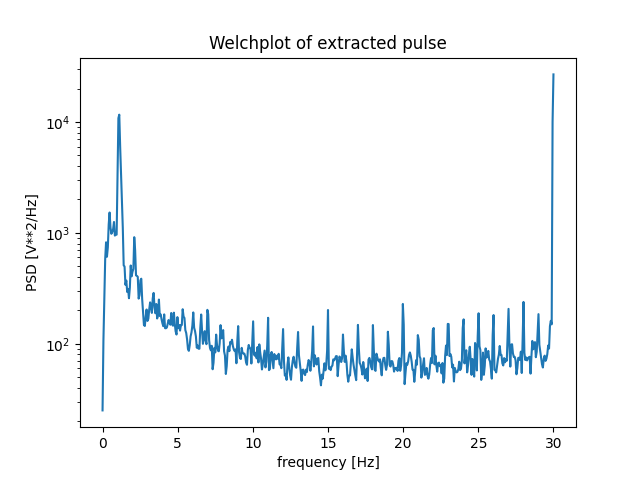 Welchplot of extracted pulse
PSD [V**2/Hz]
10^4
10^3
10^2
0 5 10 15 20 25 30
frequency [Hz]